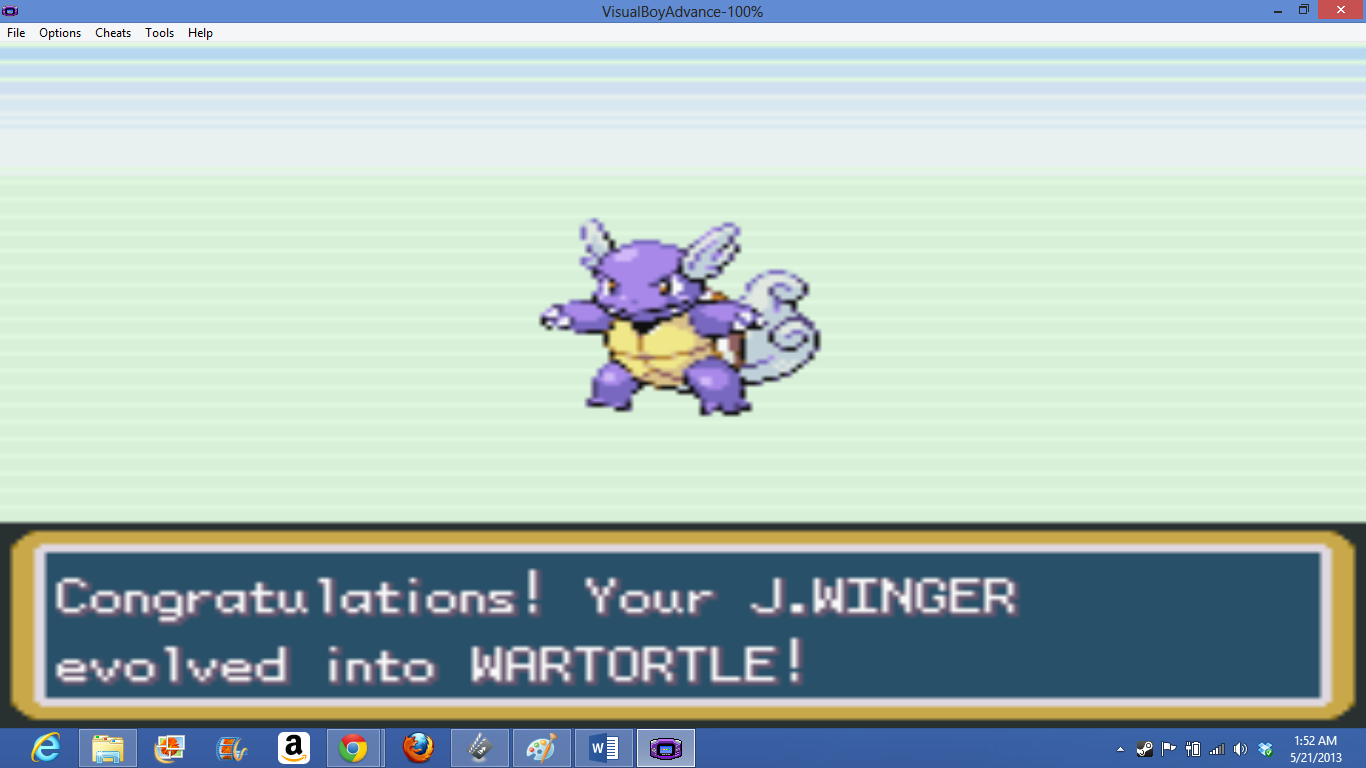 VisualBoyAdvance-100%
File Options Cheats Tools Help
Congratulations! Your J.WINGER
evolved into WARTORTLE!
1:52 AM
5/21/2013